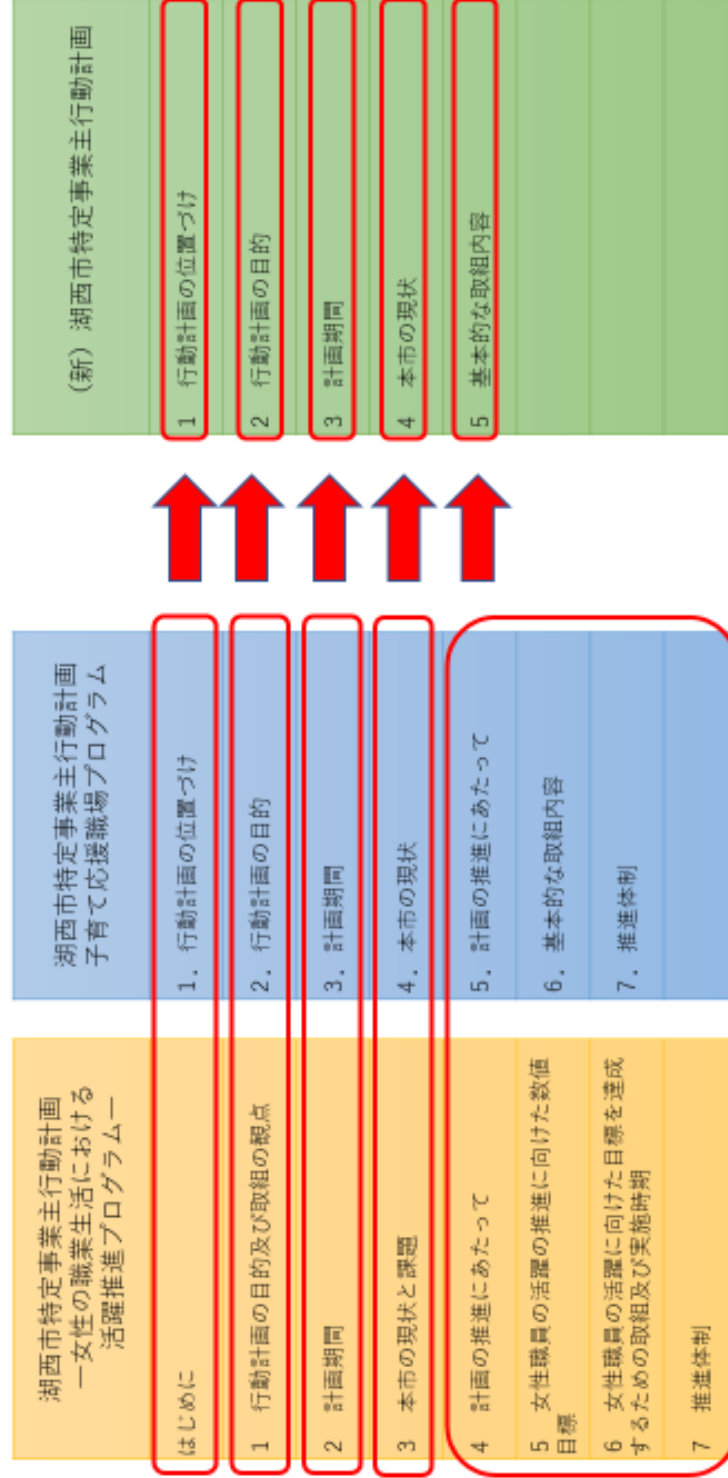 湖西市特定事業主行動計画
―女性の職業生活における
活躍推進プログラム―
はじめに
1 行動計画の目的及び取組の観点
2 計画期間
3 本市の現状と課題
4 計画の推進にあたって
5 女性職員の活躍の推進に向けた数値
目標
6 女性職員の活躍に向けた目標を達成
するための取組及び実施時期
7 推進体制
湖西市特定事業主行動計画
子育て応援職場プログラム
1．行動計画の位置づけ
2．行動計画の目的
3．計画期間
4．本市の現状
5．計画の推進にあたって
6．基本的な取組内容
7．推進体制
（新）湖西市特定事業主行動計画
1 行動計画の位置づけ
2 行動計画の目的
3 計画期間
4 本市の現状
5 基本的な取組内容